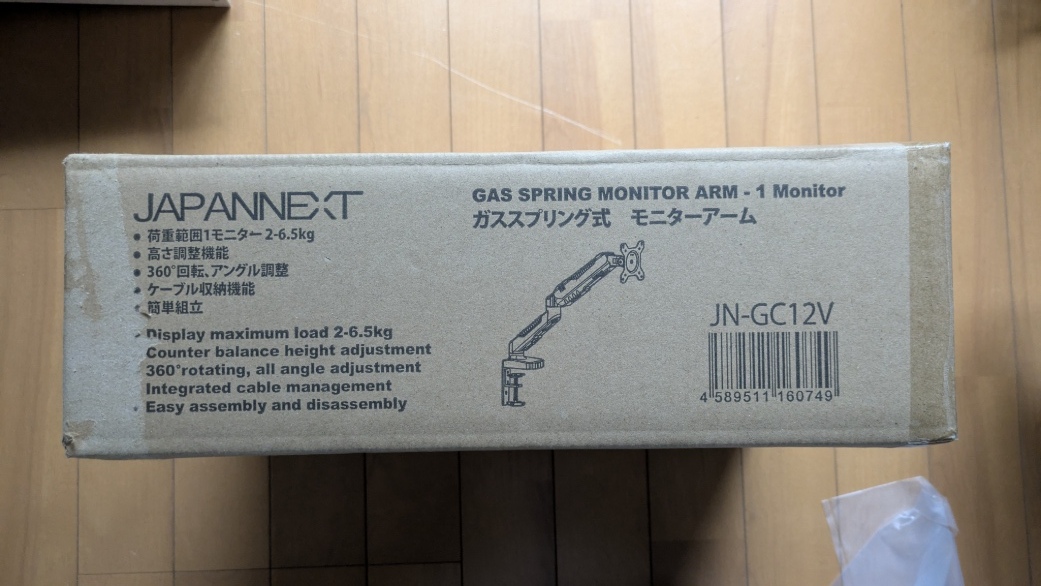 JAPANNEXT
• 荷重範囲1モニター 2-6.5kg
• 高さ調整機能
• 360°回転、アングル調整
• ケーブル収納機能
• 簡単組立
• Display maximum load 2-6.5kg
Counter balance height adjustment
360°rotating, all angle adjustment
Integrated cable management
• Easy assembly and disassembly
GAS SPRING MONITOR ARM - 1 Monitor
ガススプリング式 モニターアーム
JN-GC12V
4 589511 160749